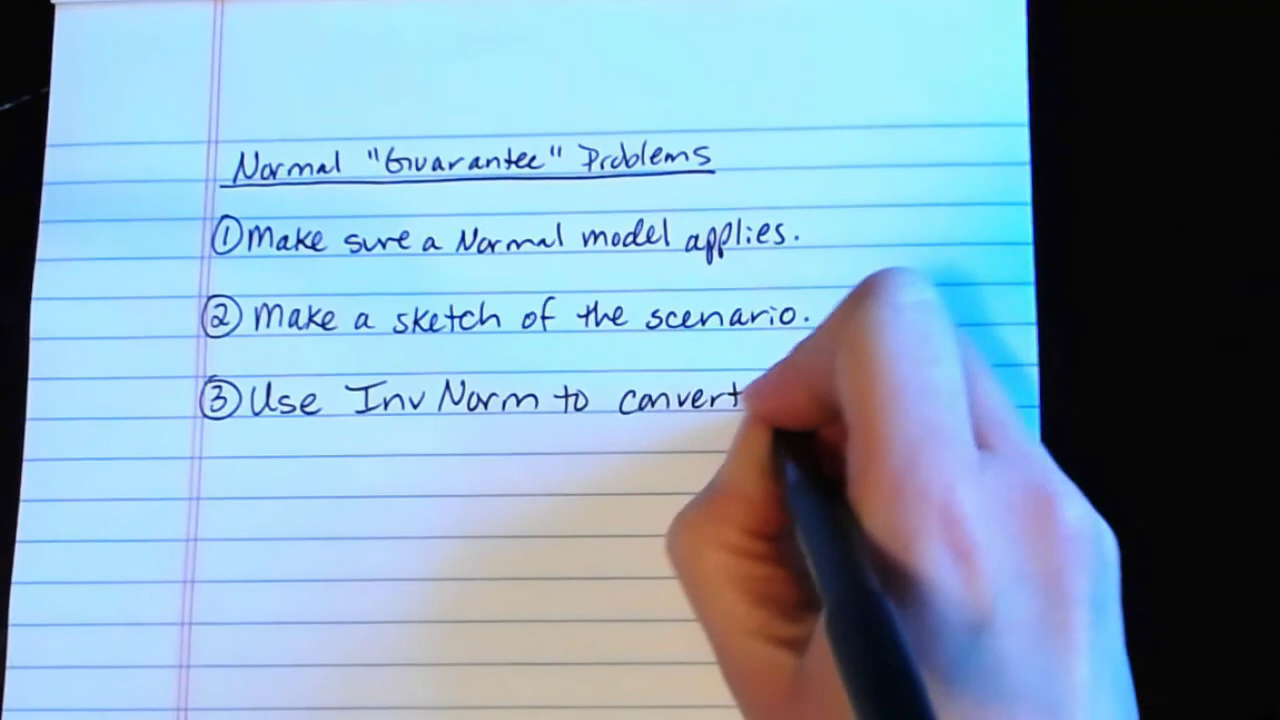 Normal "Guarantee" Problems
① Make sure a Normal model applies.
② Make a sketch of the scenario.
③ Use InvNorm to convert